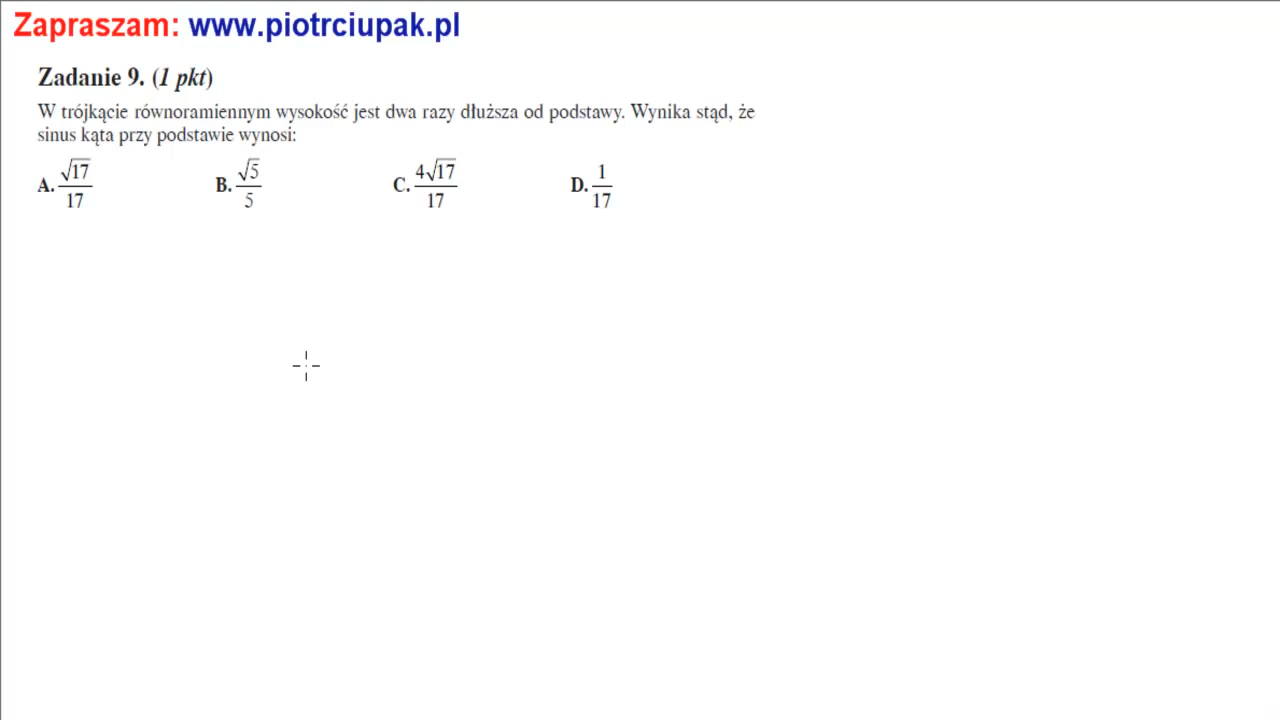 Zapraszam: www.piotrciupak.pl
Zadanie 9. (1 pkt)
W trójkącie równoramiennym wysokość jest dwa razy dłuższa od podstawy. Wynika stąd, że
sinus kąta przy podstawie wynosi:
A. √17/17 B. √5/5 C. 4√17/17 D. 1/17